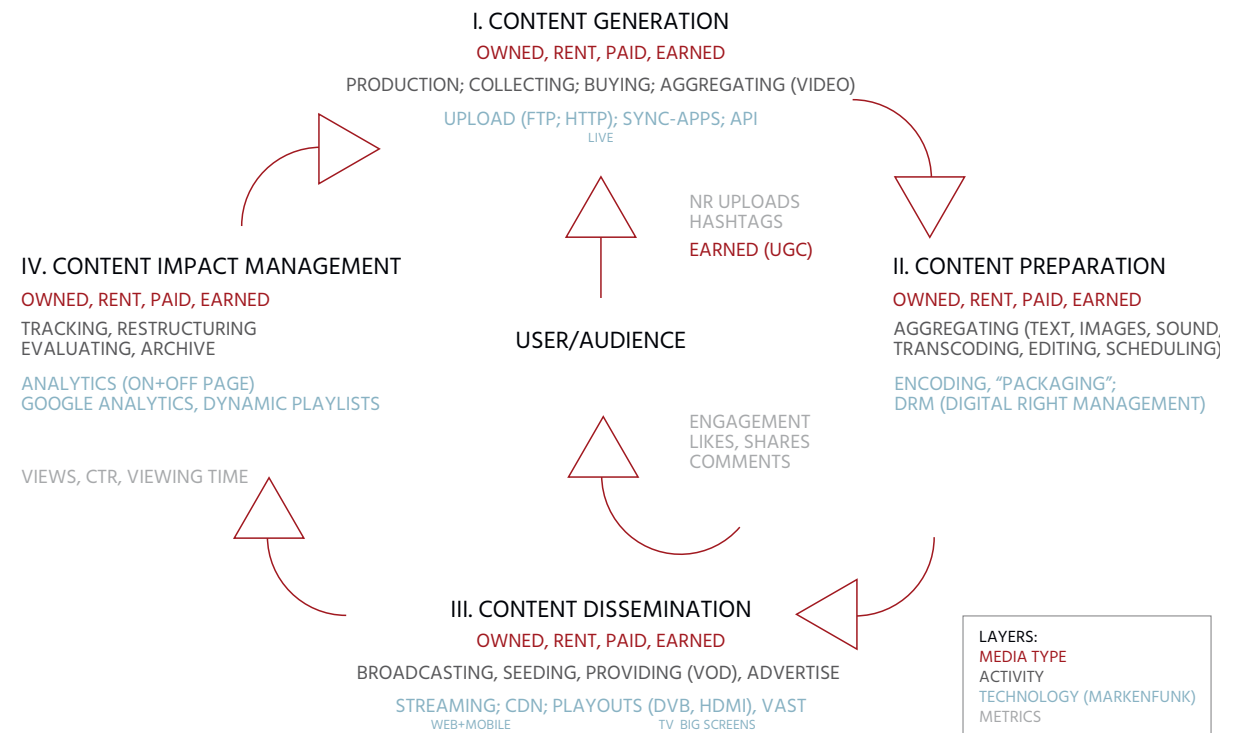 I. CONTENT GENERATION
OWNED, RENT, PAID, EARNED
PRODUCTION; COLLECTING; BUYING; AGGREGATING (VIDEO)
UPLOAD (FTP; HTTP); SYNC-APPS; API
LIVE
NR UPLOADS
HASHTAGS
EARNED (UGC)
IV. CONTENT IMPACT MANAGEMENT
OWNED, RENT, PAID, EARNED
TRACKING, RESTRUCTURING
EVALUATING, ARCHIVE
ANALYTICS (ON+OFF PAGE)
GOOGLE ANALYTICS, DYNAMIC PLAYLISTS
VIEWS, CTR, VIEWING TIME
USER/AUDIENCE
II. CONTENT PREPARATION
OWNED, RENT, PAID, EARNED
AGGREGATING (TEXT, IMAGES, SOUND,
TRANSCODING, EDITING, SCHEDULING)
ENCODING, “PACKAGING”;
DRM (DIGITAL RIGHT MANAGEMENT)
ENGAGEMENT
LIKES, SHARES
COMMENTS
III. CONTENT DISSEMINATION
OWNED, RENT, PAID, EARNED
BROADCASTING, SEEDING, PROVIDING (VOD), ADVERTISE
STREAMING; CDN; PLAYOUTS (DVB, HDMI), VAST
WEB+MOBILE TV BIG SCREENS
LAYERS:
MEDIA TYPE
ACTIVITY
TECHNOLOGY (MARKENFUNK)
METRICS